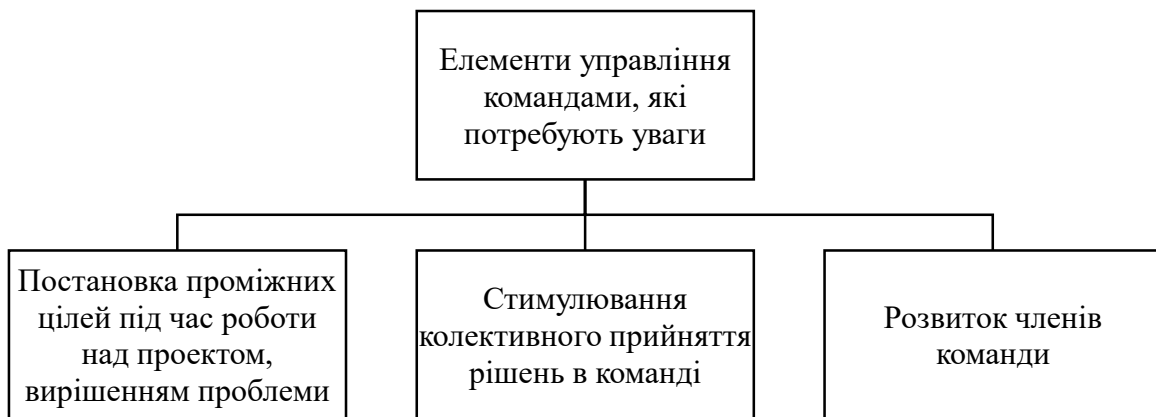 Елементи управління
командами, які
потребують уваги
Постановка проміжних
цілей під час роботи
над проектом,
вирішенням проблеми
Стимулювання
колективного прийняття
рішень в команді
Розвиток членів
команди